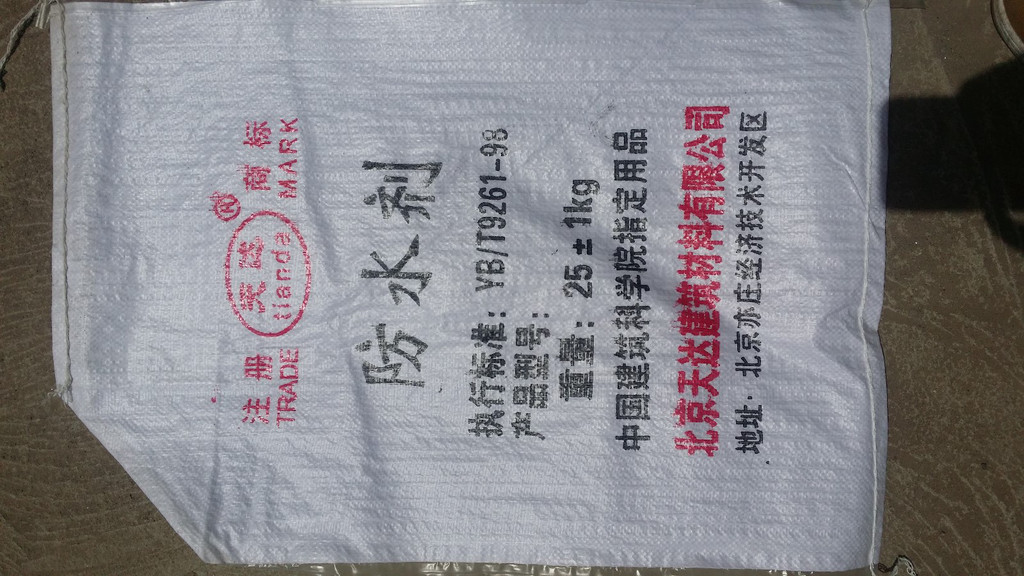 注册 商标
TRADE MARK
®
天达
tianda
防水剂
执行标准：YB/T9261-98
产品型号：
重量：25±1kg
中国建筑科学院指定用品
北京天达建筑材料有限公司
地址：北京亦庄经济技术开发区